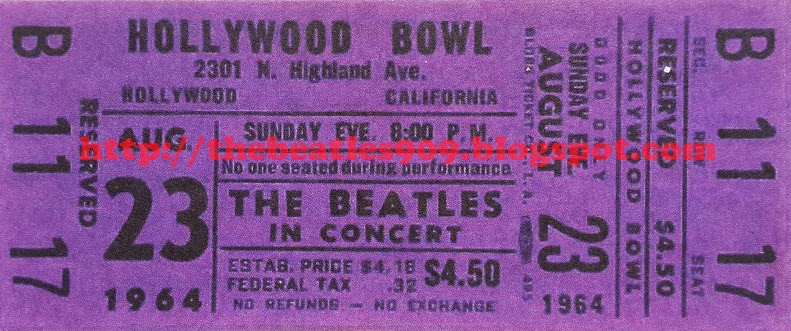 B 11 17
RESERVED
HOLLYWOOD BOWL
2301 N. Highland Ave.
HOLLYWOOD CALIFORNIA
AUG.
23
1964
SUNDAY EVE. 8:00 P.M.
No one seated during performance
THE BEATLES
IN CONCERT
ESTAB. PRICE $4.18
FEDERAL TAX .32
$4.50
NO REFUNDS – NO EXCHANGE
http://thebeatles909.blogspot.com
SUNDAY EVE
AUGUST 23
1964
HOLLYWOOD BOWL
RESERVED $4.50
SEC. ROW SEAT
B 11 17